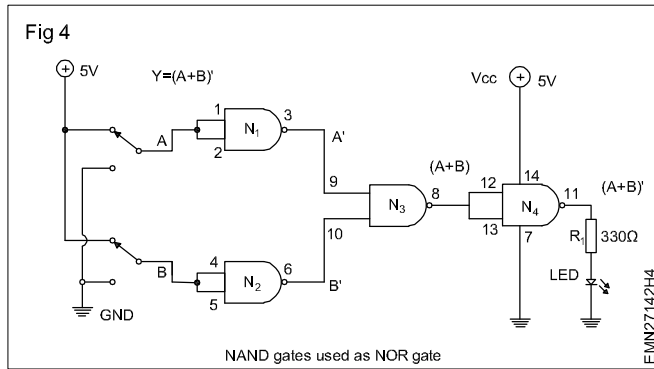 Fig 4
5V
Y=(A+B)'
Vcc
5V
A
1
2
N1
3
A'
9
10
N3
8
(A+B)
12
13
14
N4
7
11
(A+B)'
R1
330Ω
LED
B
4
5
N2
6
B'
GND
NAND gates used as NOR gate
EMN27142H4